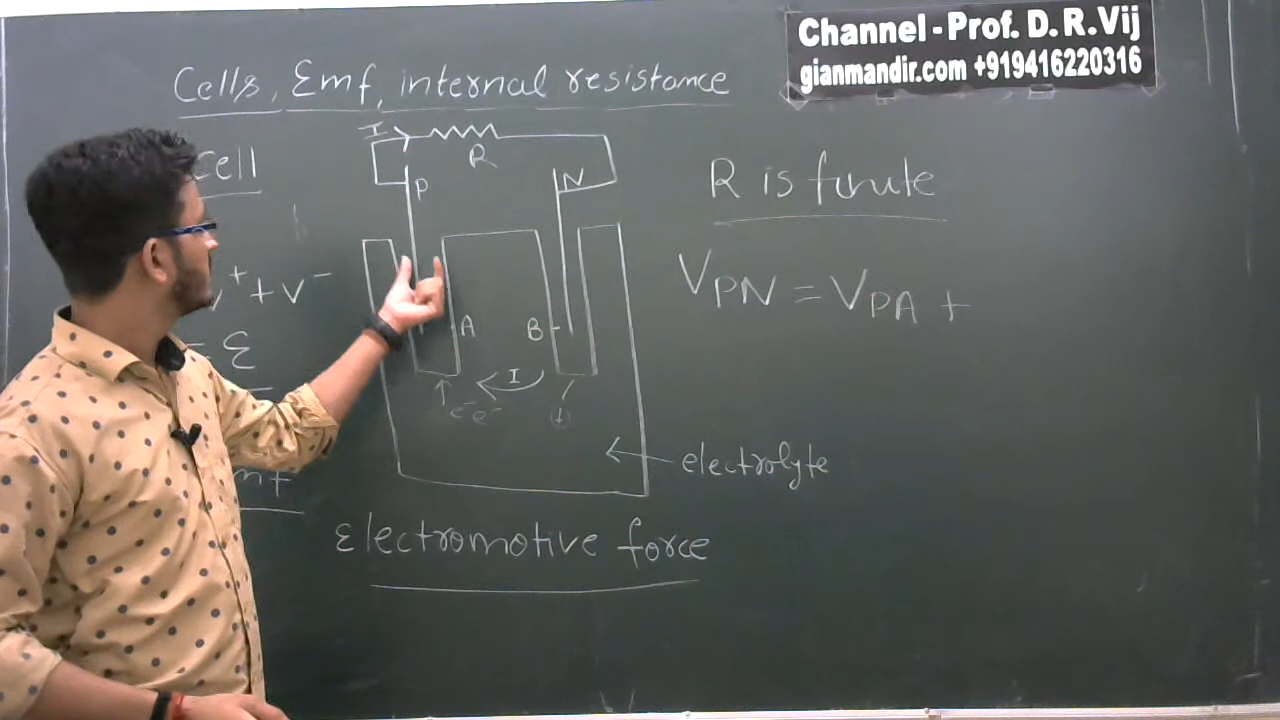 Channel - Prof. D. R. Vij
gianmandir.com +919416220316
Cells, Emf, internal resistance
Cell
I
R
P
N
R is finite
V⁺ + V⁻
= ε
V_PN = V_PA +
A
B
I
e⁻ e⁻
+
electrolyte
Electromotive force